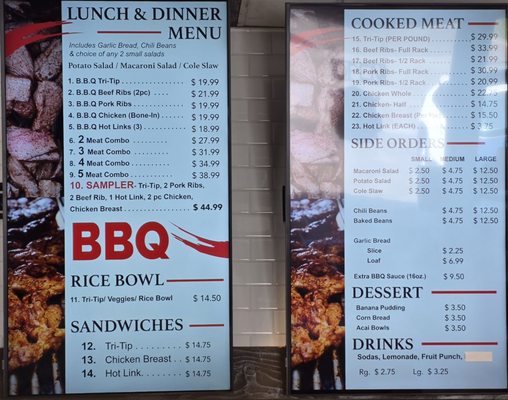 LUNCH & DINNER
MENU
Includes Garlic Bread, Chili Beans
& choice of any 2 small salads
Potato Salad / Macaroni Salad / Cole Slaw
1. B.B.Q Tri-Tip . . . . . . . . . . . . . $ 19.99
2. B.B.Q Beef Ribs (2pc) . . . . $ 21.99
3. B.B.Q Pork Ribs . . . . . . . . . . $ 19.99
4. B.B.Q Chicken (Bone-In) . . . . . $ 19.99
5. B.B.Q Hot Links (3) . . . . . . . . $ 18.99
6. 2 Meat Combo . . . . . . . . . $ 27.99
7. 3 Meat Combo . . . . . . . . . $ 31.99
8. 4 Meat Combo . . . . . . . . . $ 34.99
9. 5 Meat Combo . . . . . . . . . $ 38.99
10. SAMPLER- Tri-Tip, 2 Pork Ribs,
2 Beef Rib, 1 Hot Link, 2 pc Chicken,
Chicken Breast . . . . . . . . . . . . $ 44.99
BBQ
RICE BOWL
11. Tri-Tip/ Veggies/ Rice Bowl $ 14.50
SANDWICHES
12. Tri-Tip . . . . . . . . . $ 14.75
13. Chicken Breast . . $ 14.75
14. Hot Link. . . . . . . . $ 14.75
COOKED MEAT
15. Tri-Tip (PER POUND) . . . . . . $ 29.99
16. Beef Ribs- Full Rack . . . $ 33.99
17. Beef Ribs- 1/2 Rack $ 21.99
18. Pork Ribs- Full Rack $ 30.99
19. Pork Ribs- 1/2 Rack $ 20.99
20. Chicken Whole $ 22.75
21. Chicken- Half $ 14.75
22. Chicken Breast $ 15.50
23. Hot Link (EACH) $ 3.75
SIDE ORDERS
SMALL MEDIUM LARGE
Macaroni Salad $ 2.50 $ 4.75 $ 12.50
Potato Salad $ 2.50 $ 4.75 $ 12.50
Cole Slaw $ 2.50 $ 4.75 $ 12.50
Chili Beans $ 4.75 $ 12.50
Baked Beans $ 4.75 $ 12.50
Garlic Bread
Slice $ 2.25
Loaf $ 6.99
Extra BBQ Sauce (16oz.) $ 9.50
DESSERT
Banana Pudding $ 3.50
Corn Bread $ 3.50
Acai Bowls $ 3.50
DRINKS
Sodas, Lemonade, Fruit Punch,
Rg. $ 2.75 Lg. $ 3.25